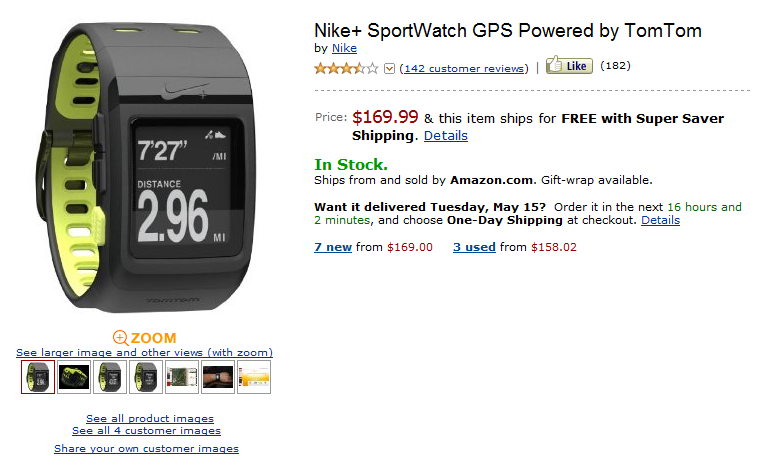 Nike+ SportWatch GPS Powered by TomTom
by Nike
(142 customer reviews) | Like (182)
Price: $169.99 & this item ships for FREE with Super Saver
Shipping. Details
In Stock.
Ships from and sold by Amazon.com. Gift-wrap available.
Want it delivered Tuesday, May 15? Order it in the next 16 hours and
2 minutes, and choose One-Day Shipping at checkout. Details
7 new from $169.00 3 used from $158.02
7'27" /MI
DISTANCE
2.96 MI
TOMTOM
ZOOM
See larger image and other views (with zoom)
See all product images
See all 4 customer images
Share your own customer images